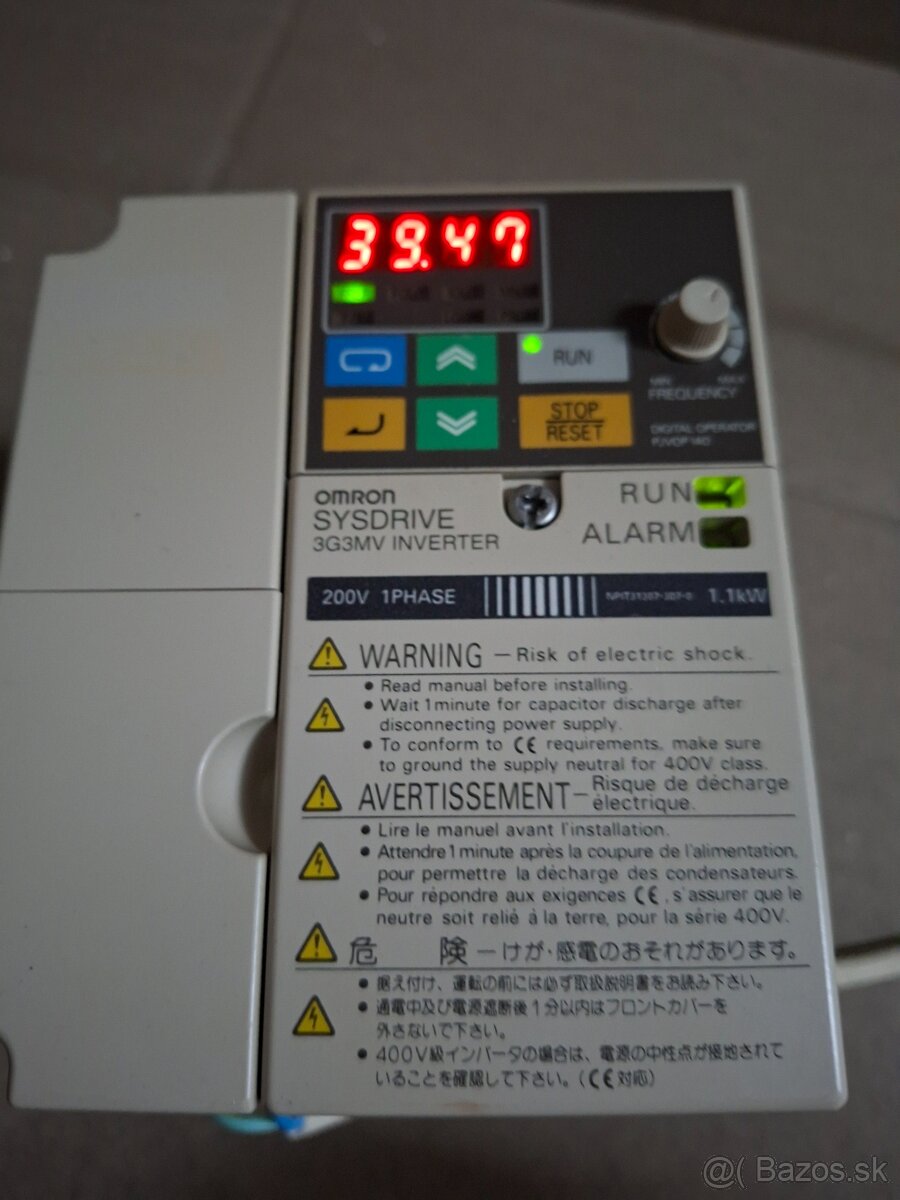 39.47
RUN
STOP
RESET
MIN MAX
FREQUENCY
DIGITAL OPERATOR
OMRON
SYSDRIVE
3G3MV INVERTER
RUN
ALARM
200V 1PHASE 1.1kW
WARNING – Risk of electric shock.
• Read manual before installing.
• Wait 1 minute for capacitor discharge after
disconnecting power supply.
• To conform to CE requirements, make sure
to ground the supply neutral for 400V class.
AVERTISSEMENT – Risque de décharge
électrique.
• Lire le manuel avant l'installation.
• Attendre 1 minute après la coupure de l'alimentation,
pour permettre la décharge des condensateurs.
• Pour répondre aux exigences CE, s'assurer que le
neutre soit relié à la terre, pour la série 400V.
危 険 – けが・感電のおそれがあります。
• 据え付け、運転の前には必ず取扱説明書をお読み下さい。
• 通電中及び電源遮断後1分以内はフロントカバーを
外さないで下さい。
• 400V級インバータの場合は、電源の中性点が接地されて
いることを確認して下さい。(CE対応)
@( Bazos.sk